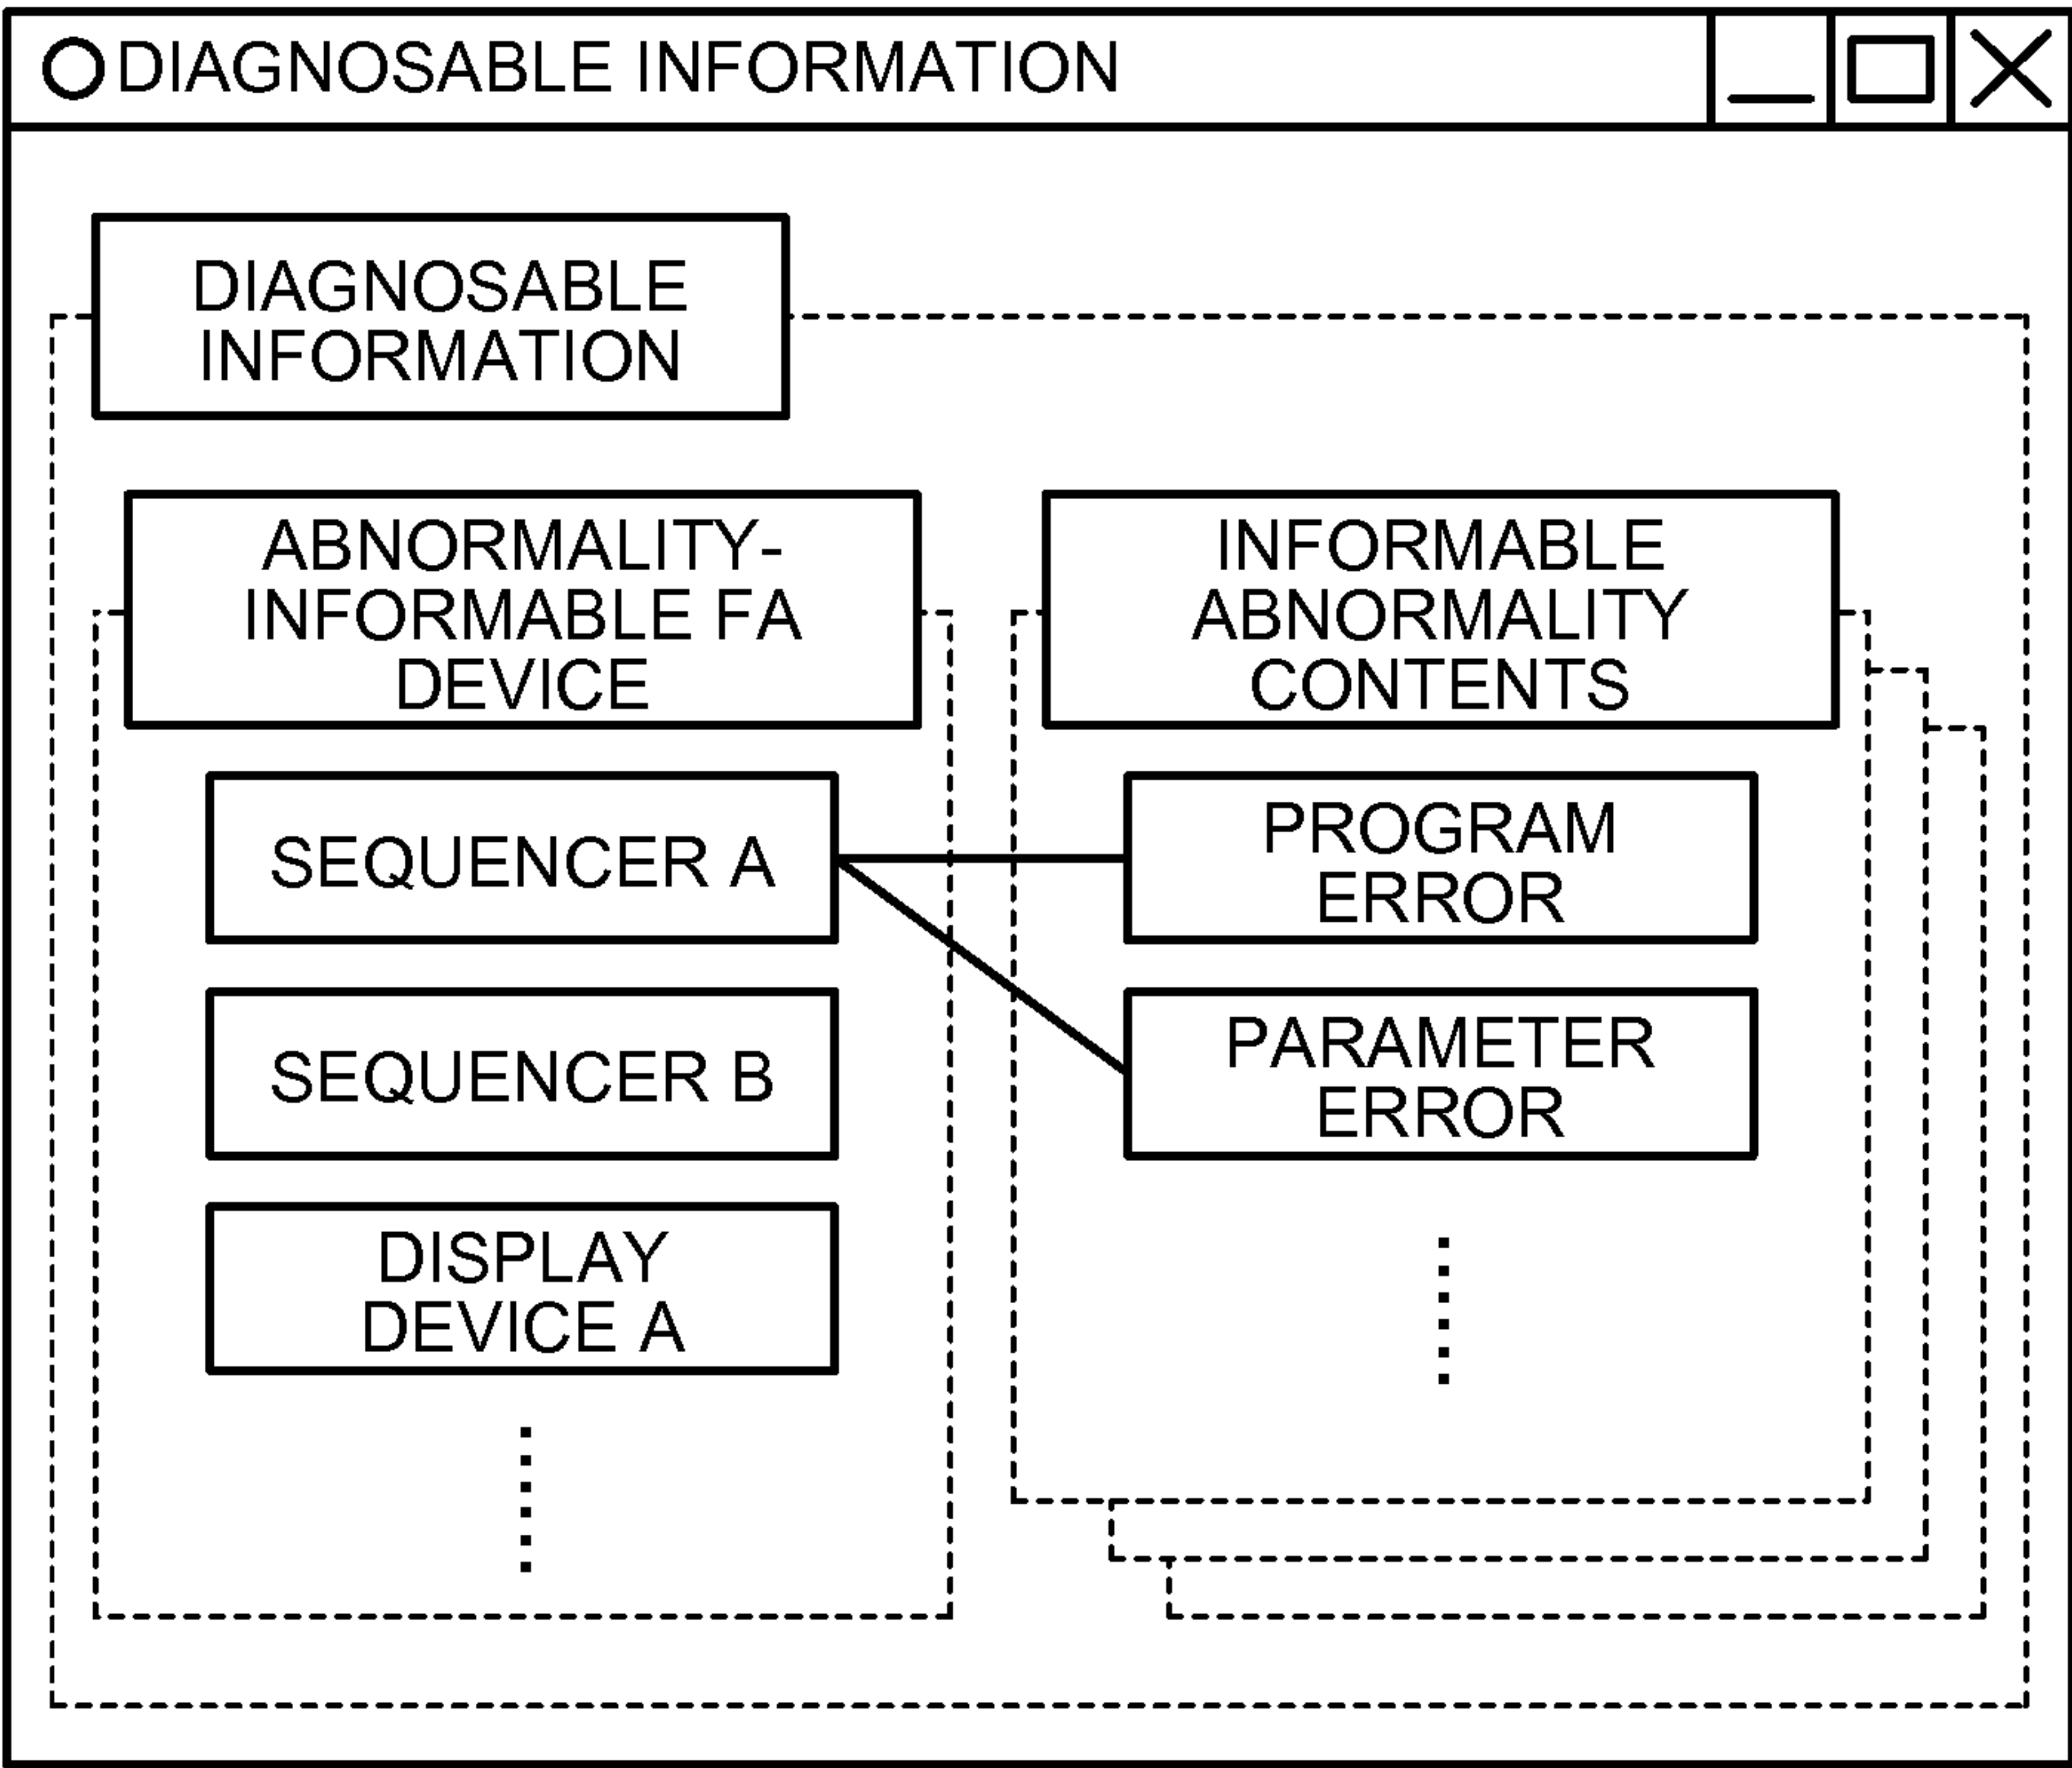 DIAGNOSABLE INFORMATION
DIAGNOSABLE
INFORMATION
ABNORMALITY-
INFORMABLE FA
DEVICE
SEQUENCER A
SEQUENCER B
DISPLAY
DEVICE A
INFORMABLE
ABNORMALITY
CONTENTS
PROGRAM
ERROR
PARAMETER
ERROR